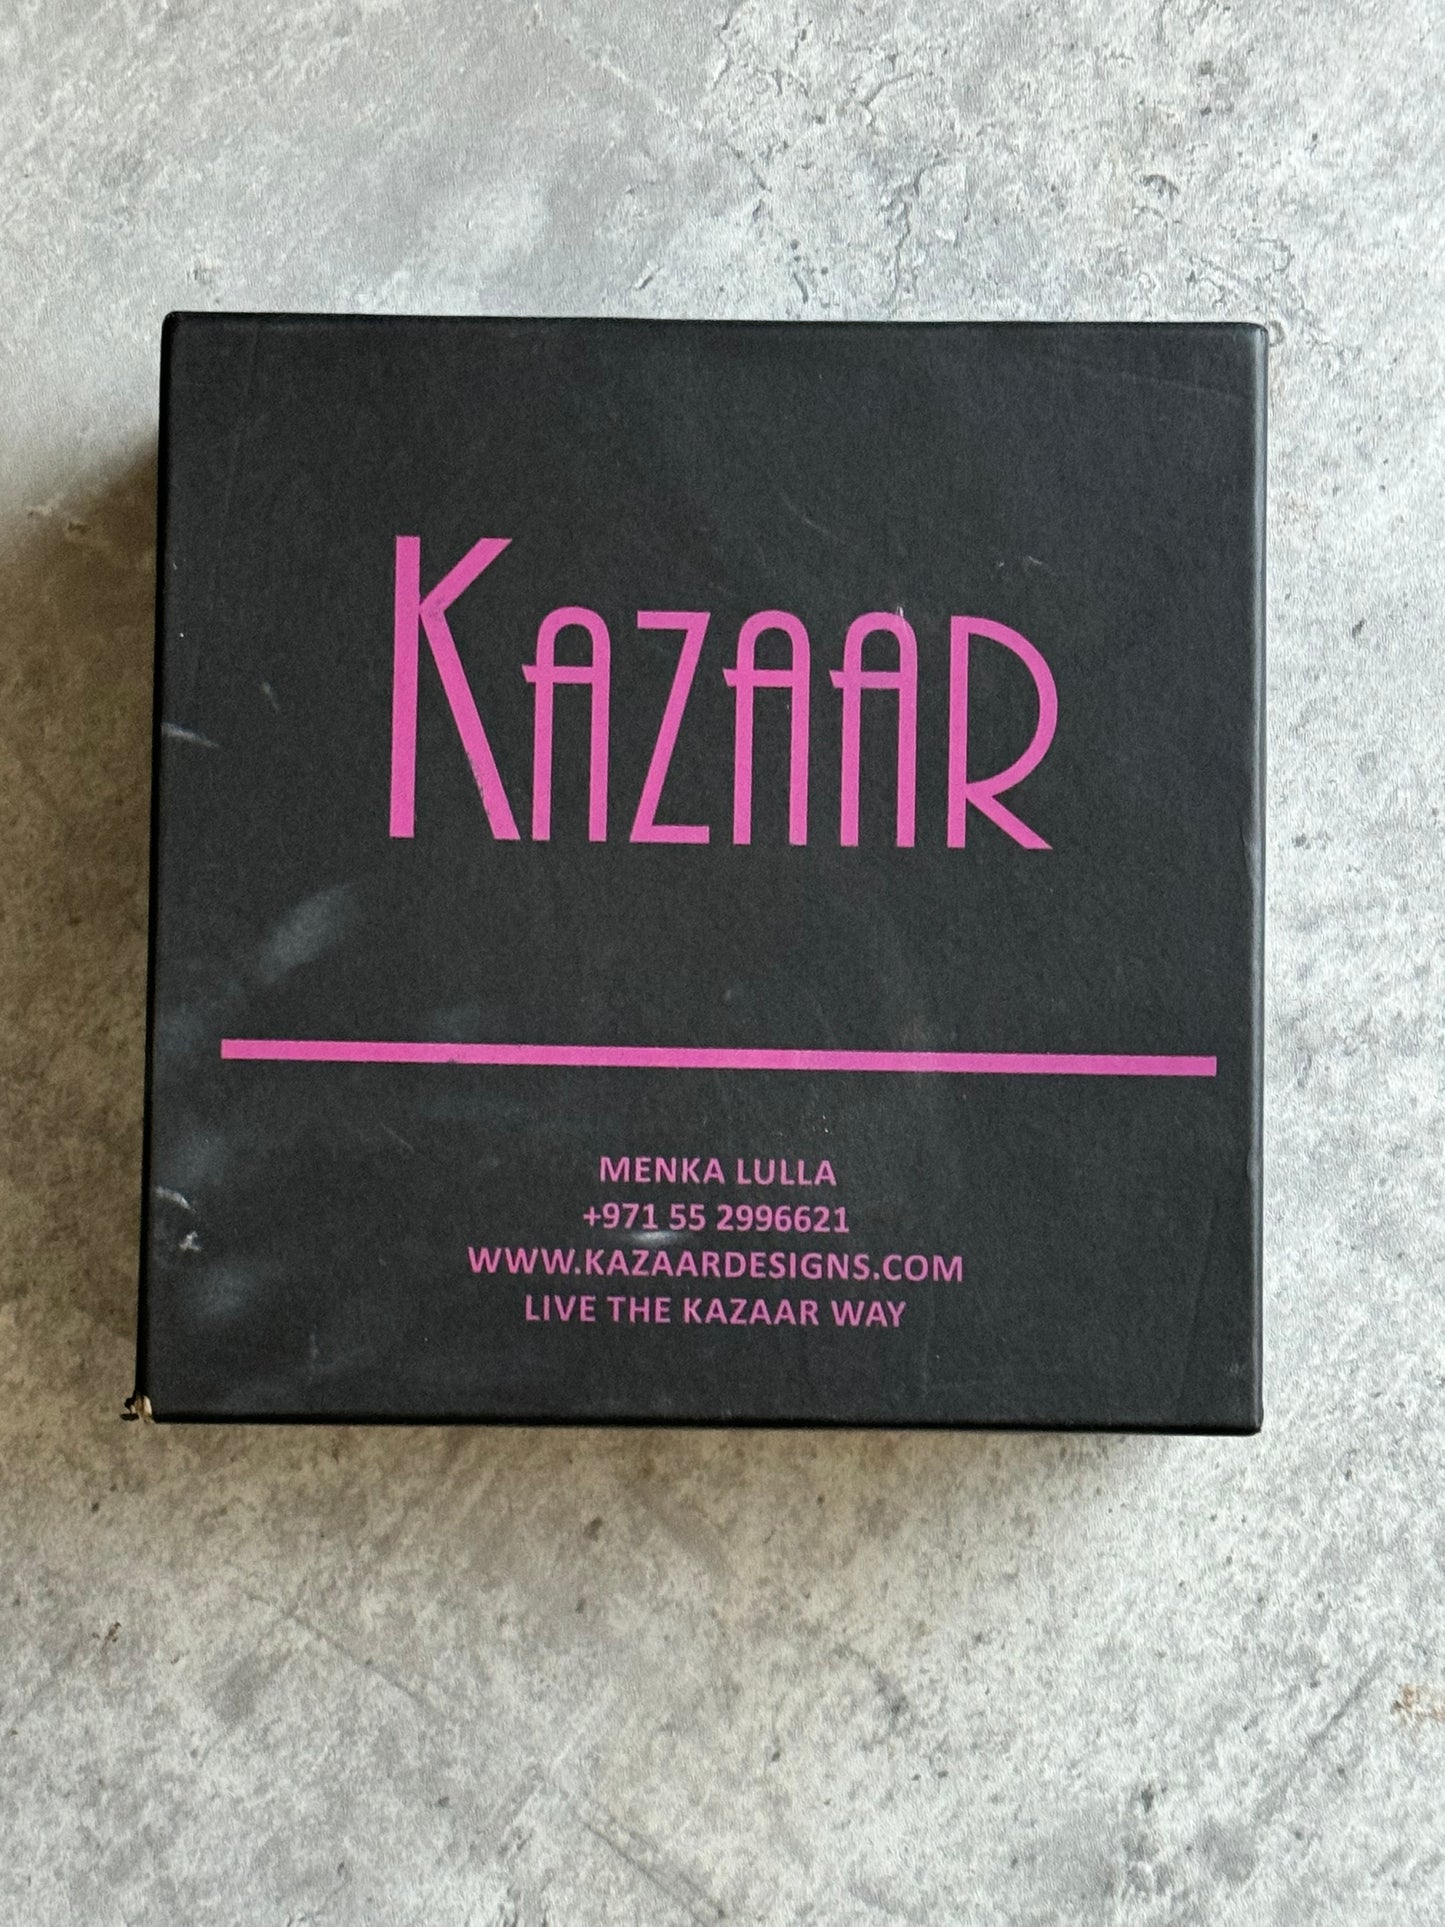 KAZAAR
MENKA LULLA
+971 55 2996621
WWW.KAZAARDESIGNS.COM
LIVE THE KAZAAR WAY